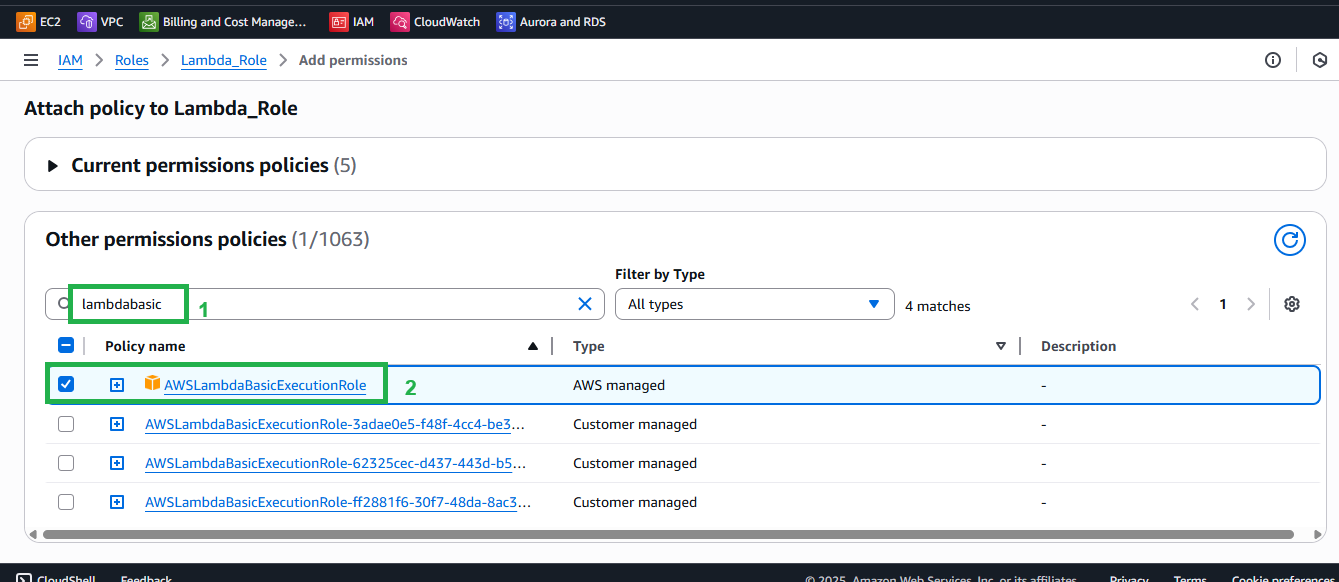 EC2 VPC Billing and Cost Manage... IAM CloudWatch Aurora and RDS
IAM Roles Lambda_Role Add permissions
Attach policy to Lambda_Role
Current permissions policies (5)
Other permissions policies (1/1063)
Filter by Type
lambdabasic 1 All types 4 matches 1
Policy name Type Description
AWSLambdaBasicExecutionRole 2 AWS managed -
AWSLambdaBasicExecutionRole-3adae0e5-f48f-4cc4-be3... Customer managed -
AWSLambdaBasicExecutionRole-62325cec-d437-443d-b5... Customer managed -
AWSLambdaBasicExecutionRole-ff2881f6-30f7-48da-8ac3... Customer managed -
CloudShell Feedback © 2025, Amazon Web Services, Inc. or its affiliates. Privacy Terms Cookie preferences